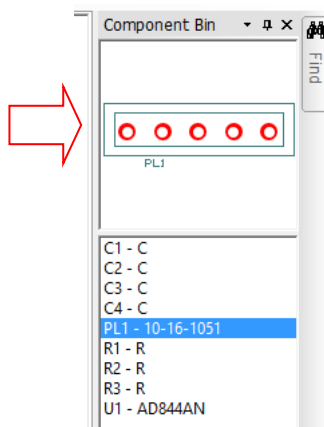 Component Bin
Find
PL1
C1 - C
C2 - C
C3 - C
C4 - C
PL1 - 10-16-1051
R1 - R
R2 - R
R3 - R
U1 - AD844AN